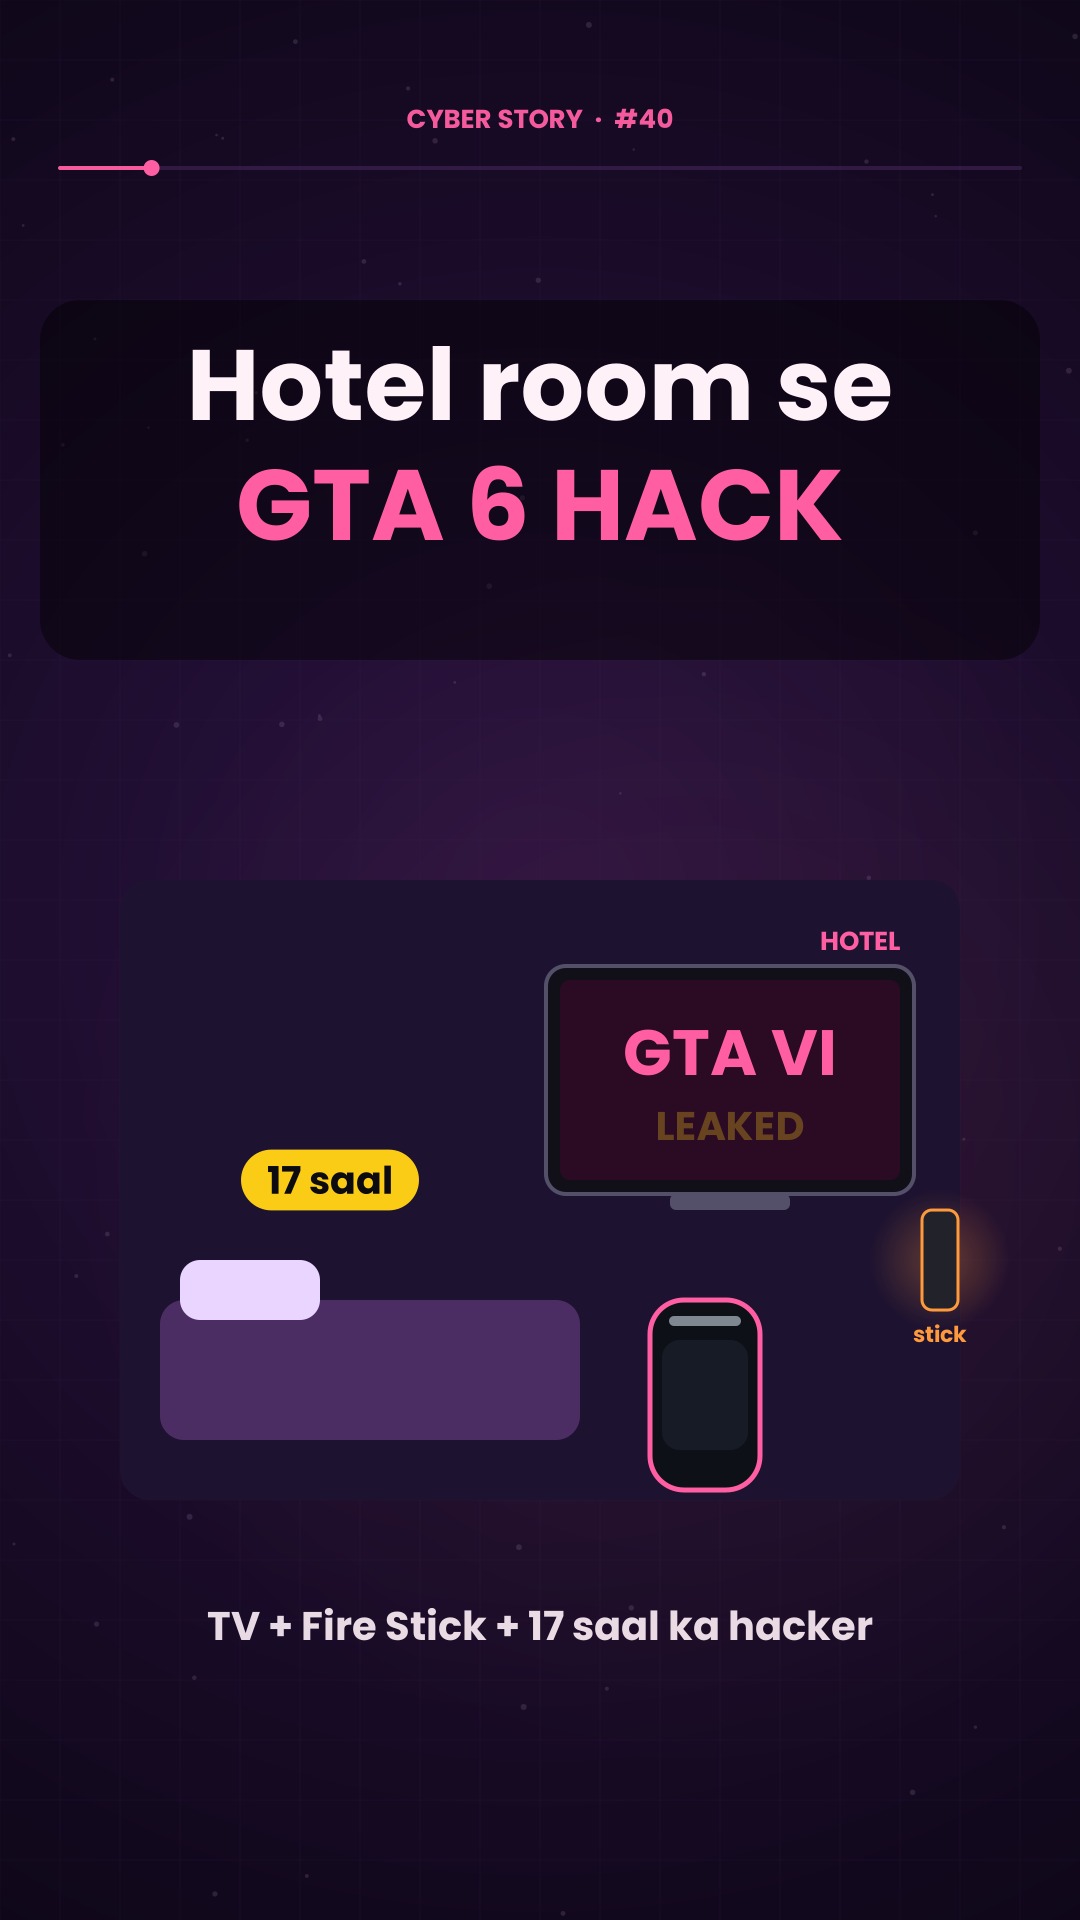 CYBER STORY · #40
Hotel room se
GTA 6 HACK
HOTEL
GTA VI
LEAKED
17 saal
stick
TV + Fire Stick + 17 saal ka hacker